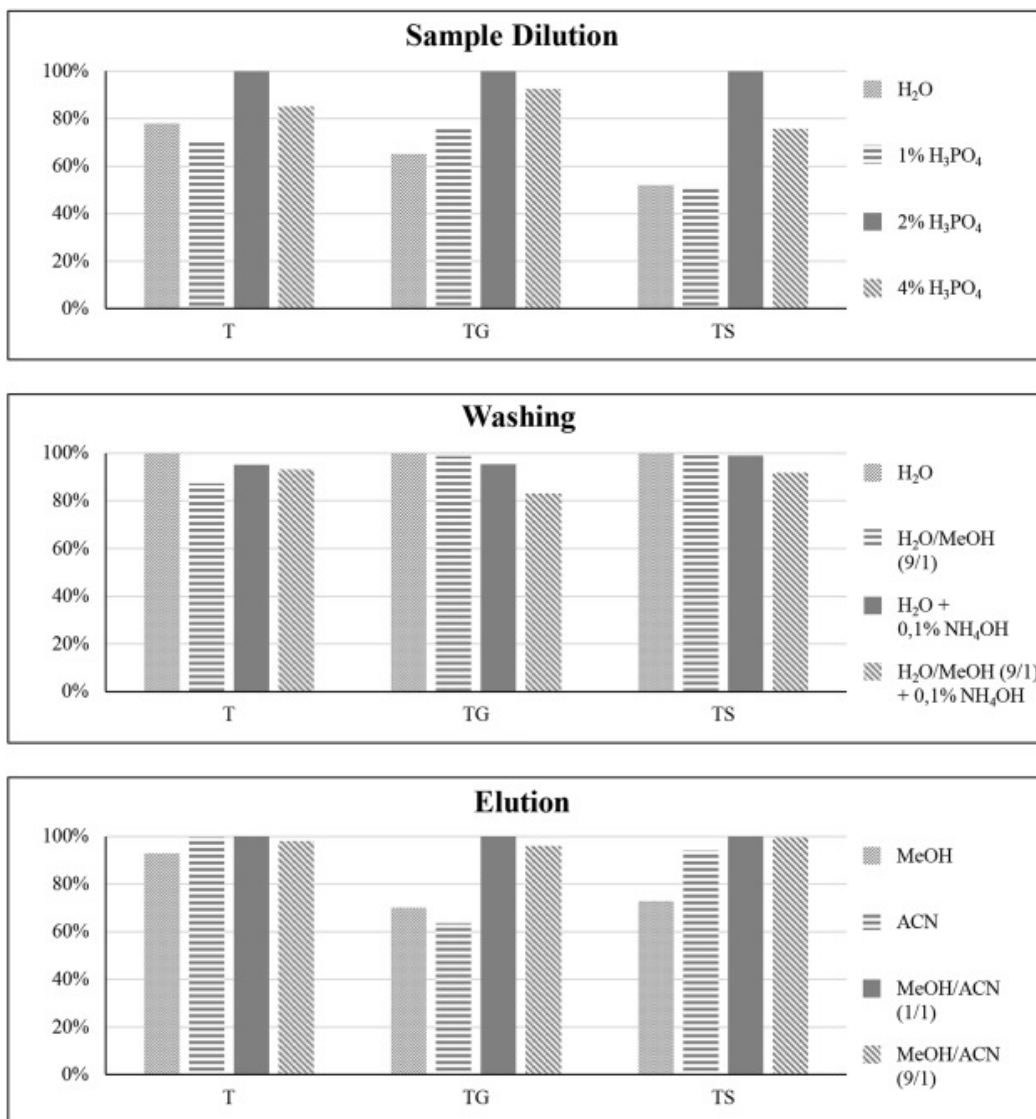 Sample Dilution
100%
80%
60%
40%
20%
0%
T TG TS
H₂O
1% H₃PO₄
2% H₃PO₄
4% H₃PO₄
Washing
100%
80%
60%
40%
20%
0%
T TG TS
H₂O
H₂O/MeOH
(9/1)
H₂O +
0,1% NH₄OH
H₂O/MeOH (9/1)
+ 0,1% NH₄OH
Elution
100%
80%
60%
40%
20%
0%
T TG TS
MeOH
ACN
MeOH/ACN
(1/1)
MeOH/ACN
(9/1)